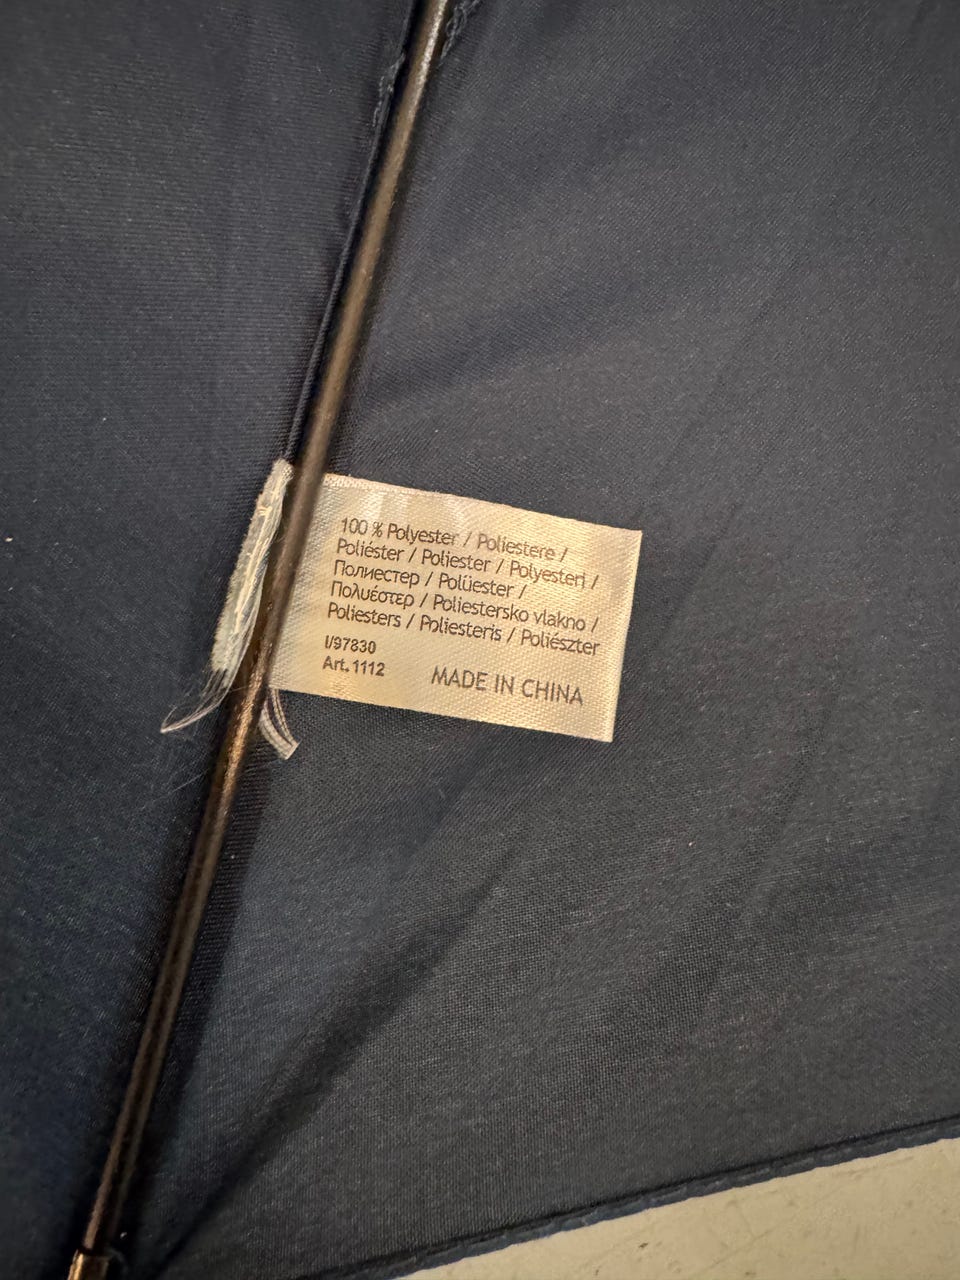 100 % Polyester / Poliestere /
Poliéster / Poliester / Polyesteri /
Полиестер / Polüester /
Πολυέστερ / Poliestersko vlakno /
Poliesters / Poliesteris / Poliészter
I/97830
Art. 1112
MADE IN CHINA